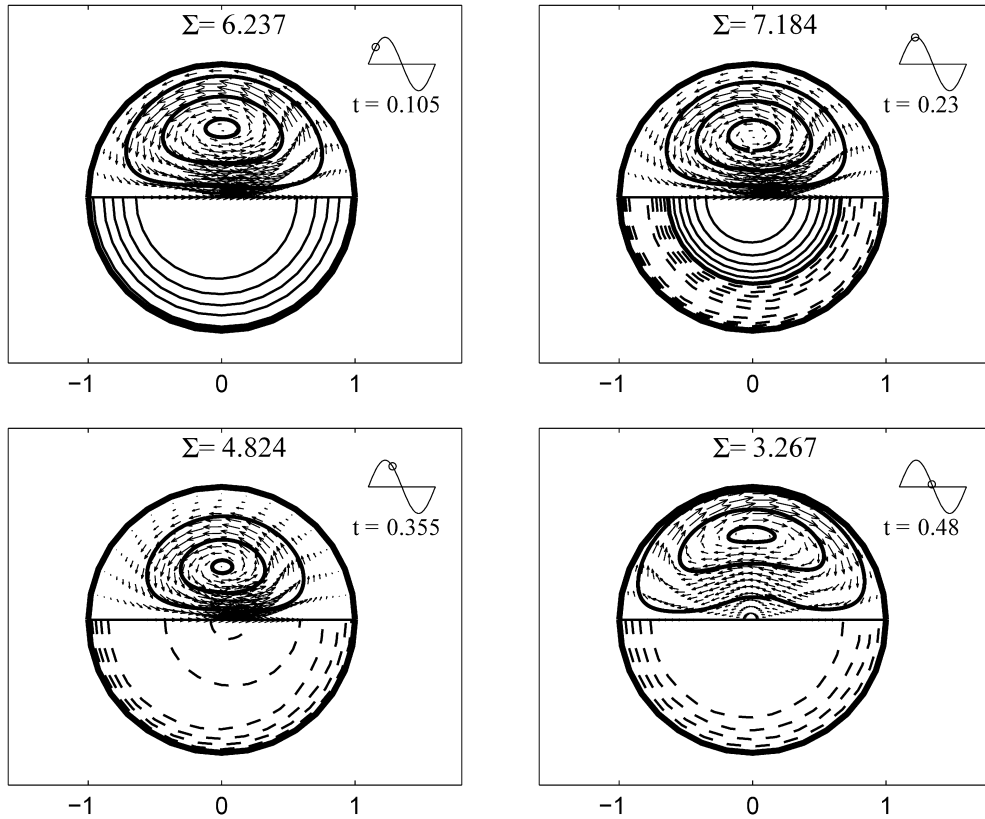 Σ= 6.237
t = 0.105
−1 0 1
Σ= 7.184
t = 0.23
−1 0 1
Σ= 4.824
t = 0.355
−1 0 1
Σ= 3.267
t = 0.48
−1 0 1